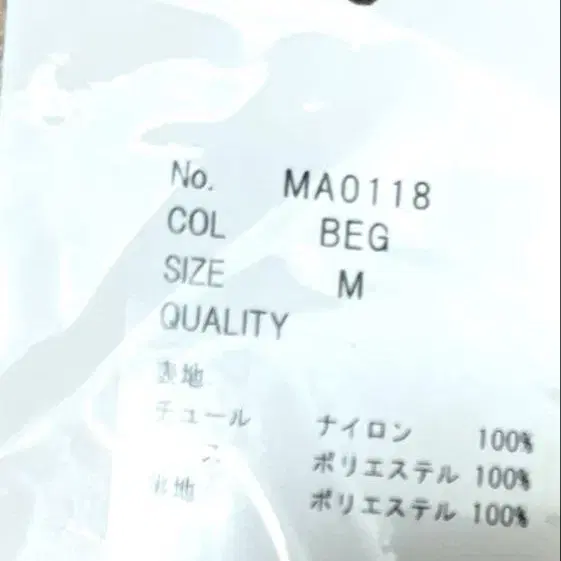 No. MA0118
COL BEG
SIZE M
QUALITY
表地
チュール ナイロン 100%
ポリエステル 100%
ポリエステル 100%